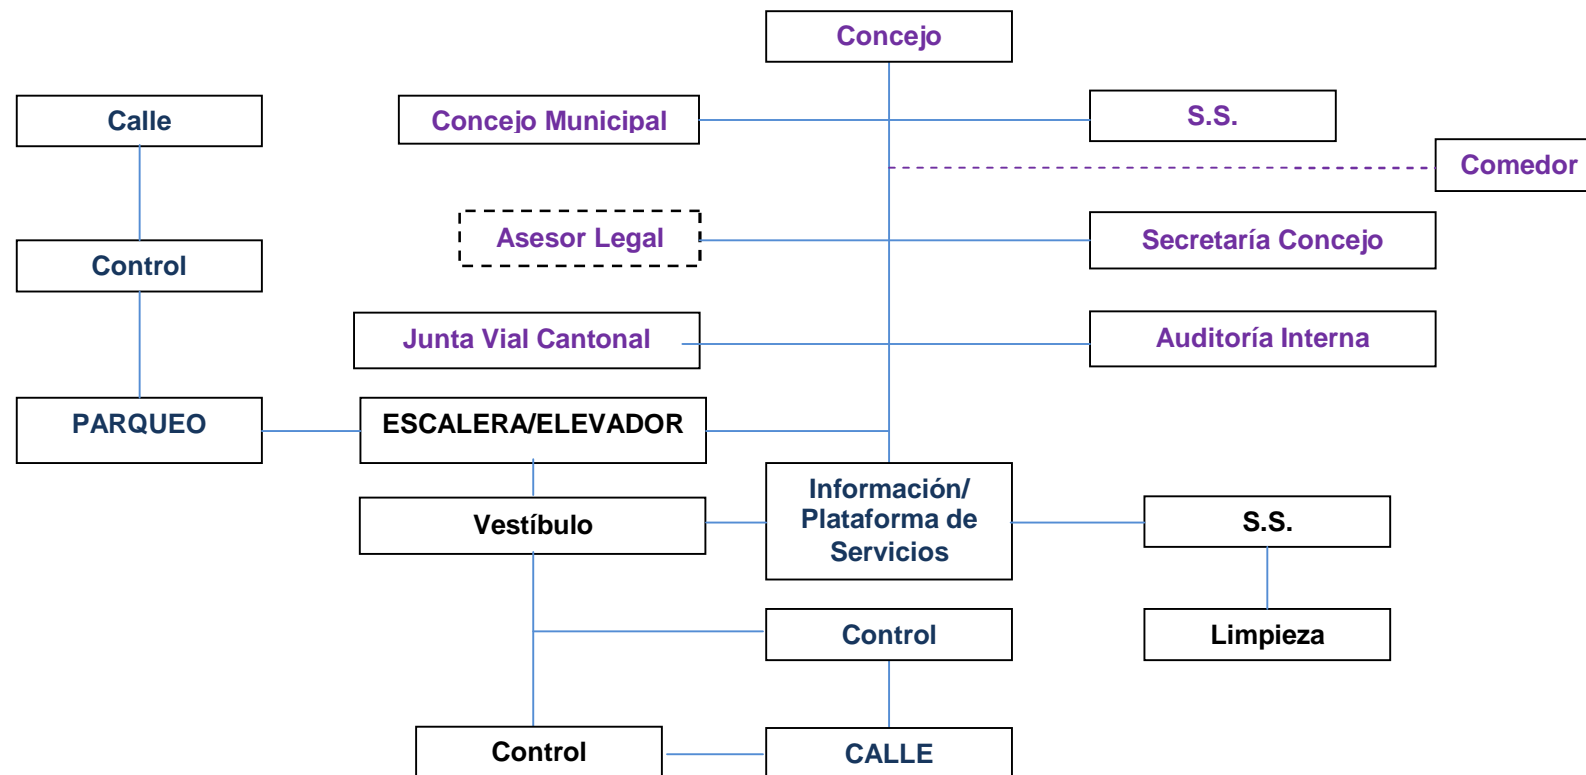 Concejo
Calle
Concejo Municipal
S.S.
Comedor
Asesor Legal
Secretaría Concejo
Control
Junta Vial Cantonal
Auditoría Interna
PARQUEO
ESCALERA/ELEVADOR
Información/
Plataforma de
Servicios
Vestíbulo
S.S.
Control
Limpieza
Control
CALLE